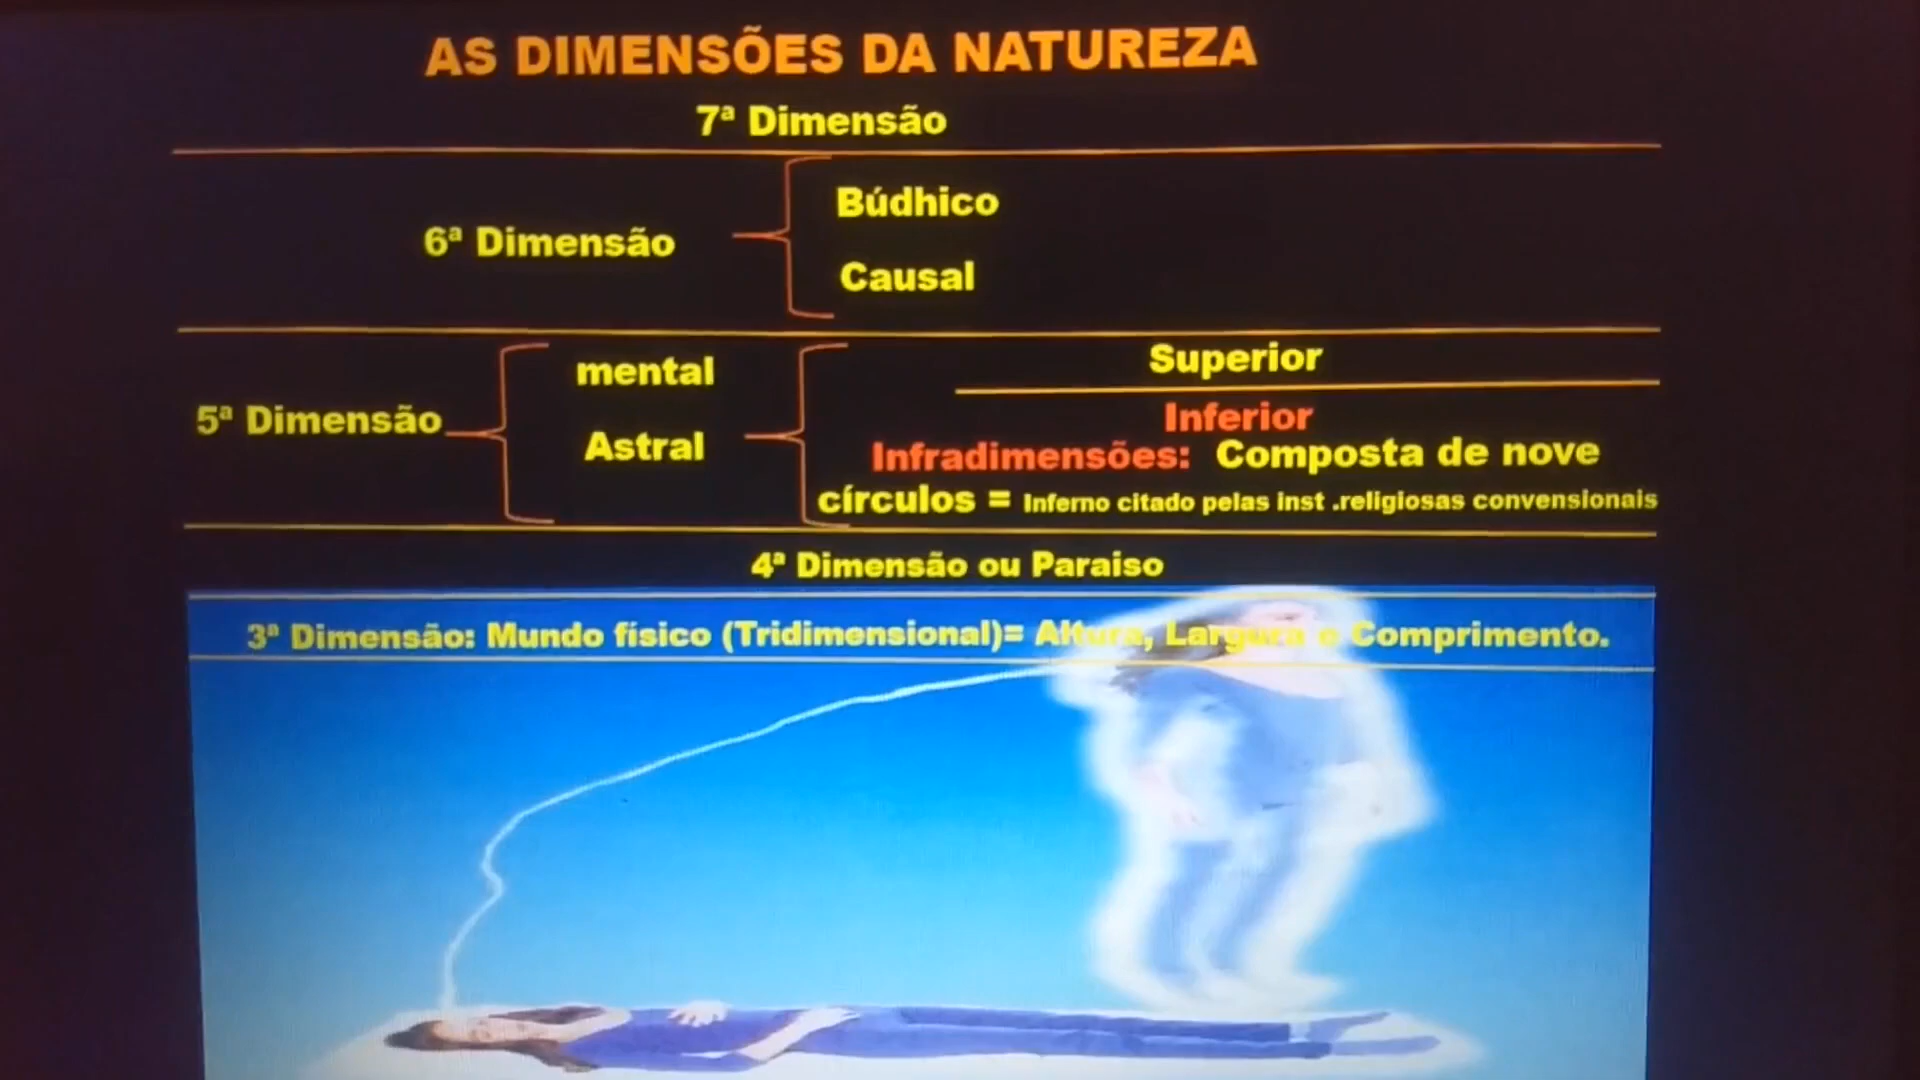 AS DIMENSÕES DA NATUREZA
7ª Dimensão
6ª Dimensão
Búdhico
Causal
5ª Dimensão
mental
Astral
Superior
Inferior
Infradimensões: Composta de nove
círculos = Inferno citado pelas inst .religiosas convensionais
4ª Dimensão ou Paraiso
3ª Dimensão: Mundo físico (Tridimensional)= Altura, Largura e Comprimento.